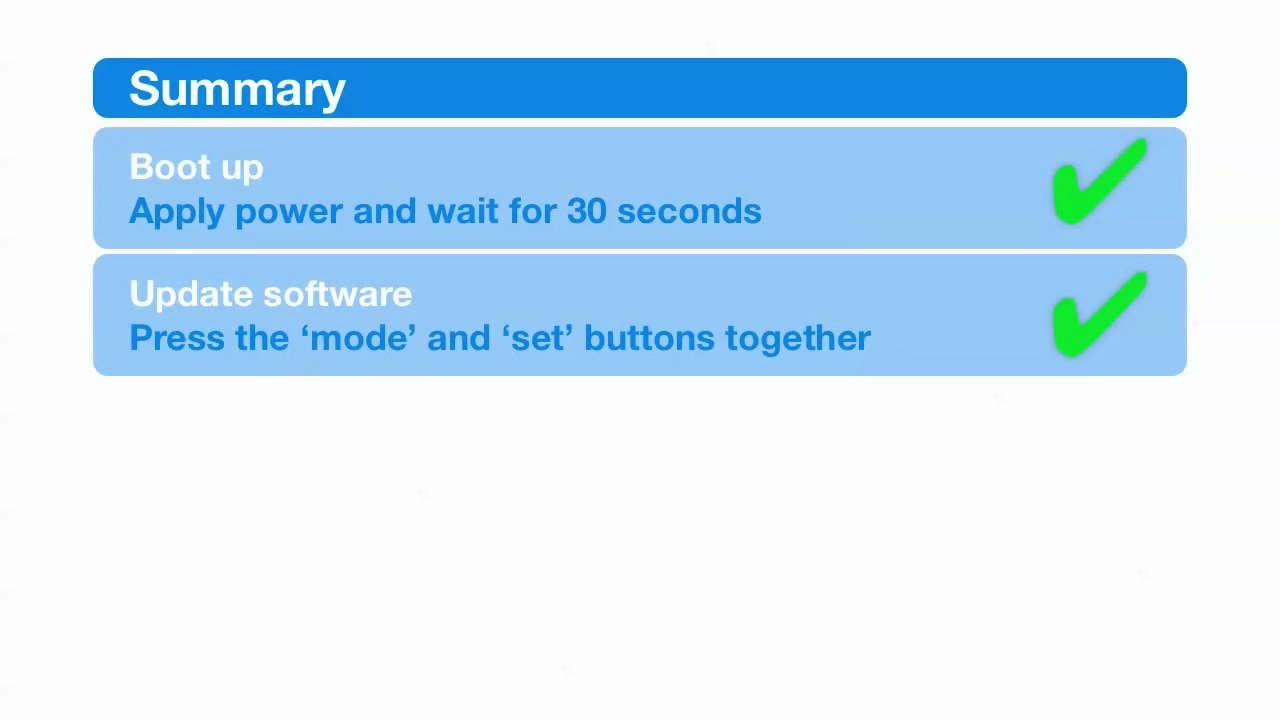 Summary
Boot up
Apply power and wait for 30 seconds
Update software
Press the ‘mode’ and ‘set’ buttons together